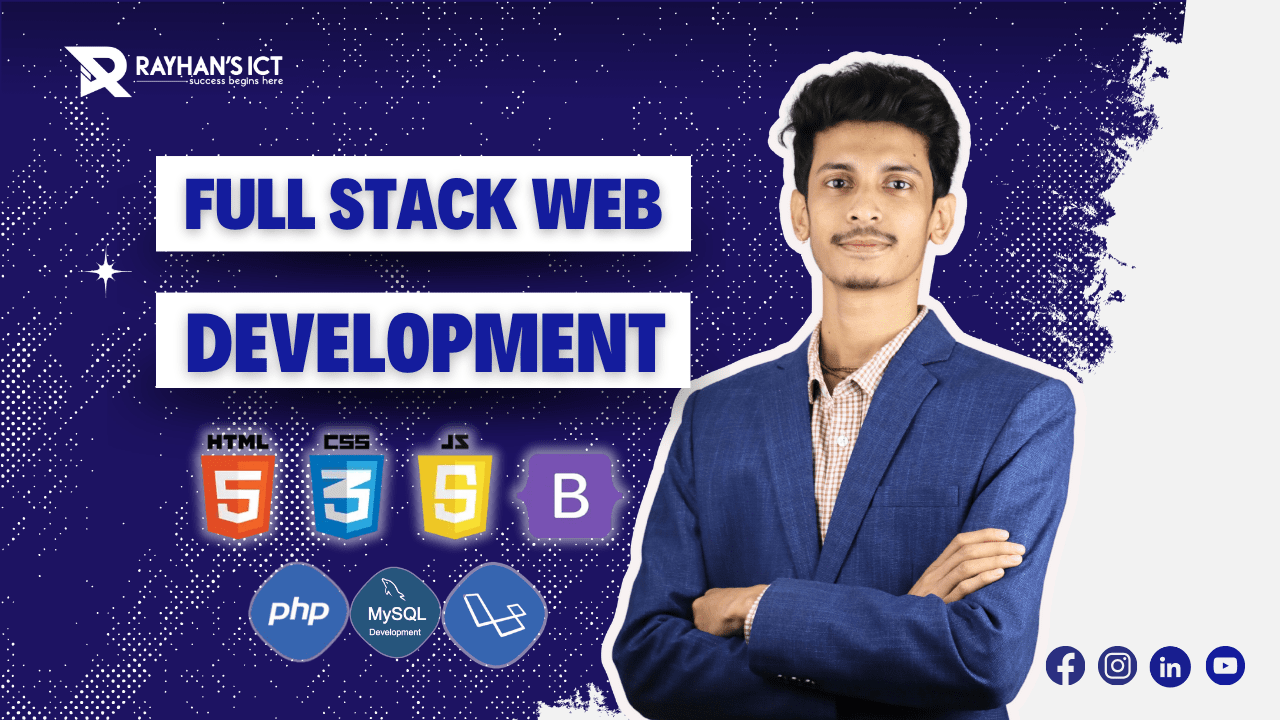 RAYHAN'S ICT
success begins here
FULL STACK WEB
DEVELOPMENT
HTML CSS JS
5 3 5 B
php MySQL
Development